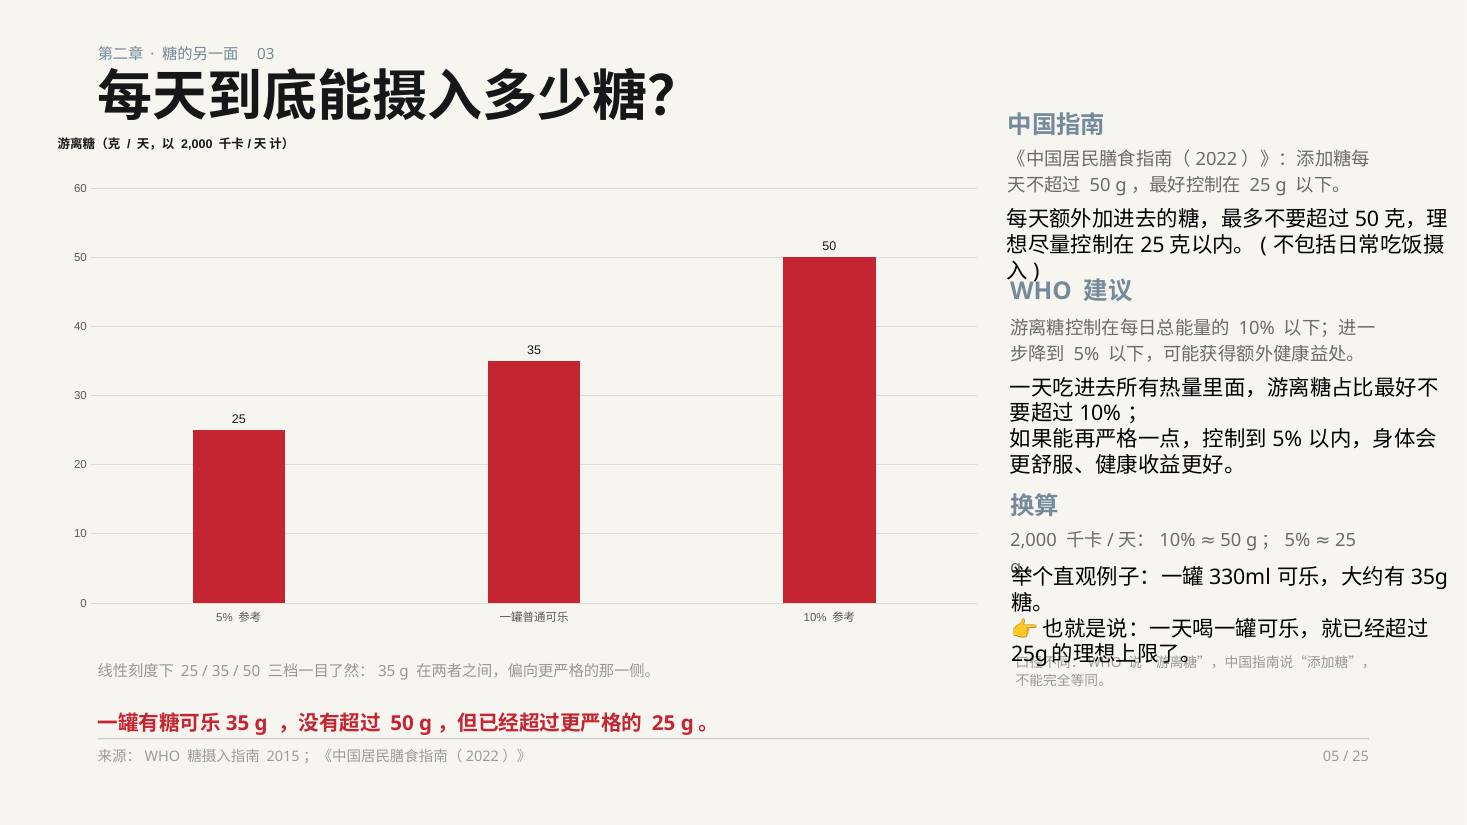 第二章 · 糖的另一面 03
每天到底能摄入多少糖？
游离糖（克 / 天，以 2,000 千卡 / 天 计）
60
50
40
30
20
10
0
25
35
50
5% 参考
一罐普通可乐
10% 参考
线性刻度下 25 / 35 / 50 三档一目了然： 35 g 在两者之间，偏向更严格的那一侧。
一罐有糖可乐 35 g ，没有超过 50 g ，但已经超过更严格的 25 g 。
中国指南
《中国居民膳食指南（ 2022 ）》：添加糖每
天不超过 50 g ，最好控制在 25 g 以下。
每天额外加进去的糖，最多不要超过 50 克，理
想尽量控制在 25 克以内。 ( 不包括日常吃饭摄
入 )
WHO 建议
游离糖控制在每日总能量的 10% 以下；进一
步降到 5% 以下，可能获得额外健康益处。
一天吃进去所有热量里面，游离糖占比最好不
要超过 10% ；
如果能再严格一点，控制到 5% 以内，身体会
更舒服、健康收益更好。
换算
2,000 千卡 / 天： 10% ≈ 50 g ； 5% ≈ 25
g 。
举个直观例子：一罐 330ml 可乐，大约有 35g
糖。
👉 也就是说：一天喝一罐可乐，就已经超过
25g 的理想上限了。
口径不同： WHO 说“游离糖”，中国指南说“添加糖”，
不能完全等同。
来源： WHO 糖摄入指南 2015 ；《中国居民膳食指南（ 2022 ）》
05 / 25